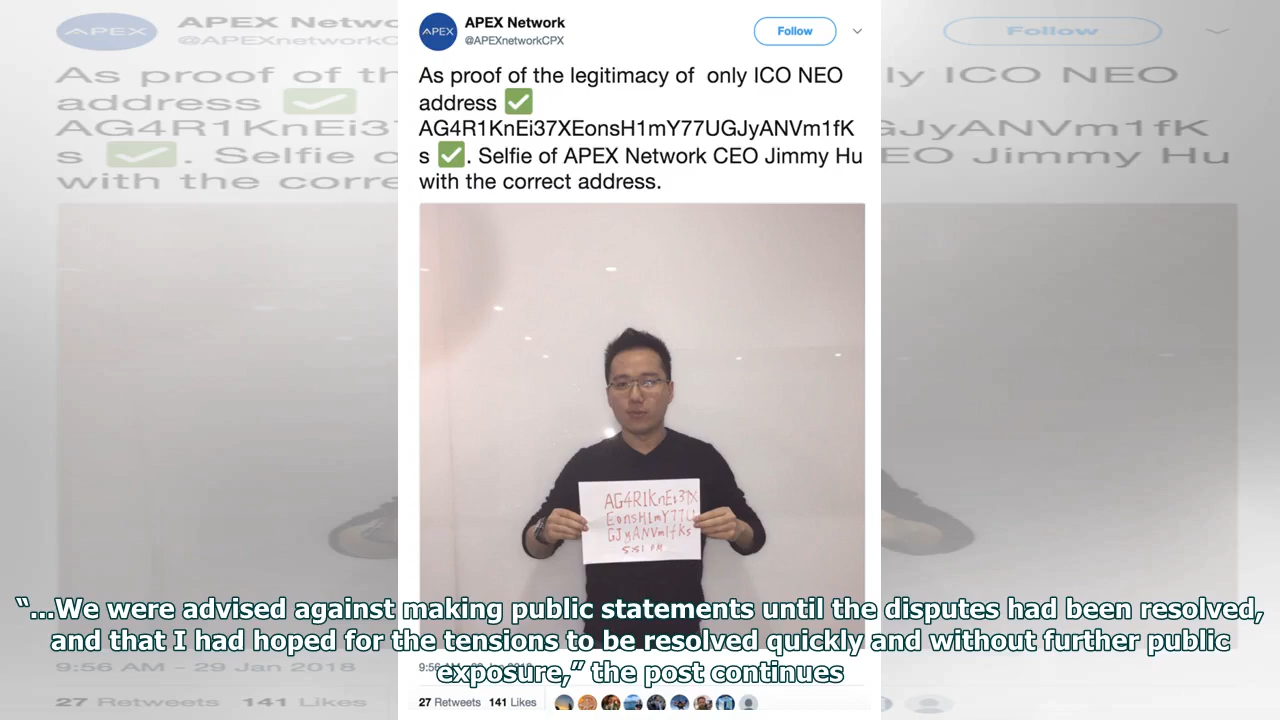 APEX Network
@APEXnetworkCPX
Follow
As proof of the legitimacy of only ICO NEO
address ✅
AG4R1KnEi37XEonsH1mY77UGJyANVm1fK
s ✅. Selfie of APEX Network CEO Jimmy Hu
with the correct address.
AG4R1KnEi37X
EonsH1mY77U
GJyANVm1fKs
5:51 PM
“...We were advised against making public statements until the disputes had been resolved,
and that I had hoped for the tensions to be resolved quickly and without further public
exposure,” the post continues
9:56 AM - 29 Jan 2018
27 Retweets 141 Likes